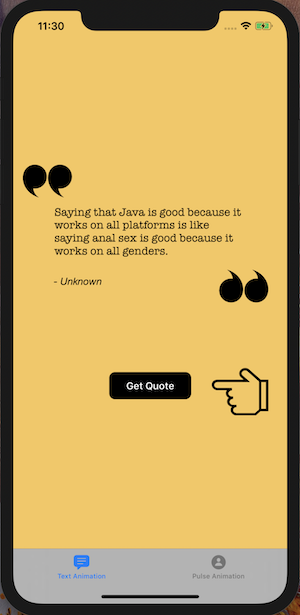 11:30
Saying that Java is good because it
works on all platforms is like
saying anal sex is good because it
works on all genders.
- Unknown
Get Quote
Text Animation
Pulse Animation